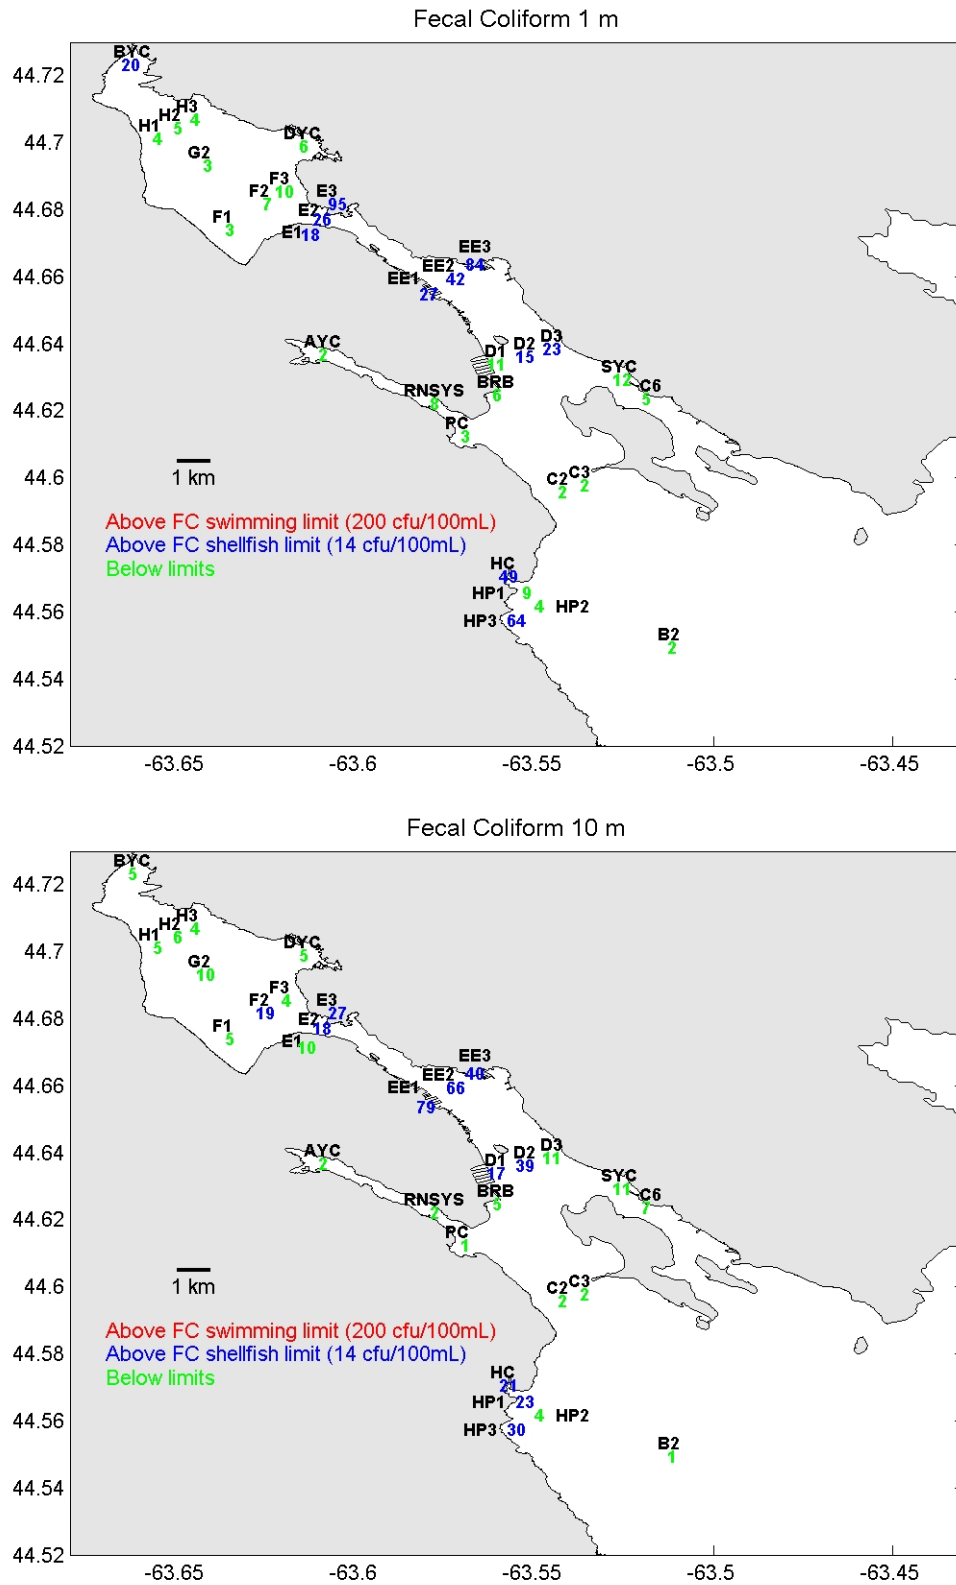 Fecal Coliform 1 m
BYC
20
44.72
H3
H2
4
H1
5
4
DYC
6
44.7
G2
3
F3
10
F2
7
E3
95
44.68
E2
26
F1
3
E1
18
EE3
84
EE2
42
44.66
EE1
27
AYC
2
44.64
D3
23
D2
15
D1
11
SYC
12
BRB
6
C6
5
RNSYS
8
44.62
PC
3
C3
2
C2
2
44.6
1 km
Above FC swimming limit (200 cfu/100mL)
Above FC shellfish limit (14 cfu/100mL)
44.58
Below limits
HC
49
HP1
9
4
HP2
44.56
HP3
64
B2
2
44.54
44.52
-63.65
-63.6
-63.55
-63.5
-63.45
Fecal Coliform 10 m
BYC
5
44.72
H3
H2
4
H1
6
5
DYC
5
44.7
G2
10
F3
4
F2
19
E3
27
44.68
E2
18
F1
5
E1
10
EE3
40
EE2
66
44.66
EE1
79
AYC
2
44.64
D3
11
D2
39
D1
17
SYC
11
BRB
5
C6
7
RNSYS
2
44.62
PC
1
C3
2
C2
2
44.6
1 km
Above FC swimming limit (200 cfu/100mL)
Above FC shellfish limit (14 cfu/100mL)
44.58
Below limits
HC
21
HP1
23
4
HP2
44.56
HP3
30
B2
1
44.54
44.52
-63.65
-63.6
-63.55
-63.5
-63.45